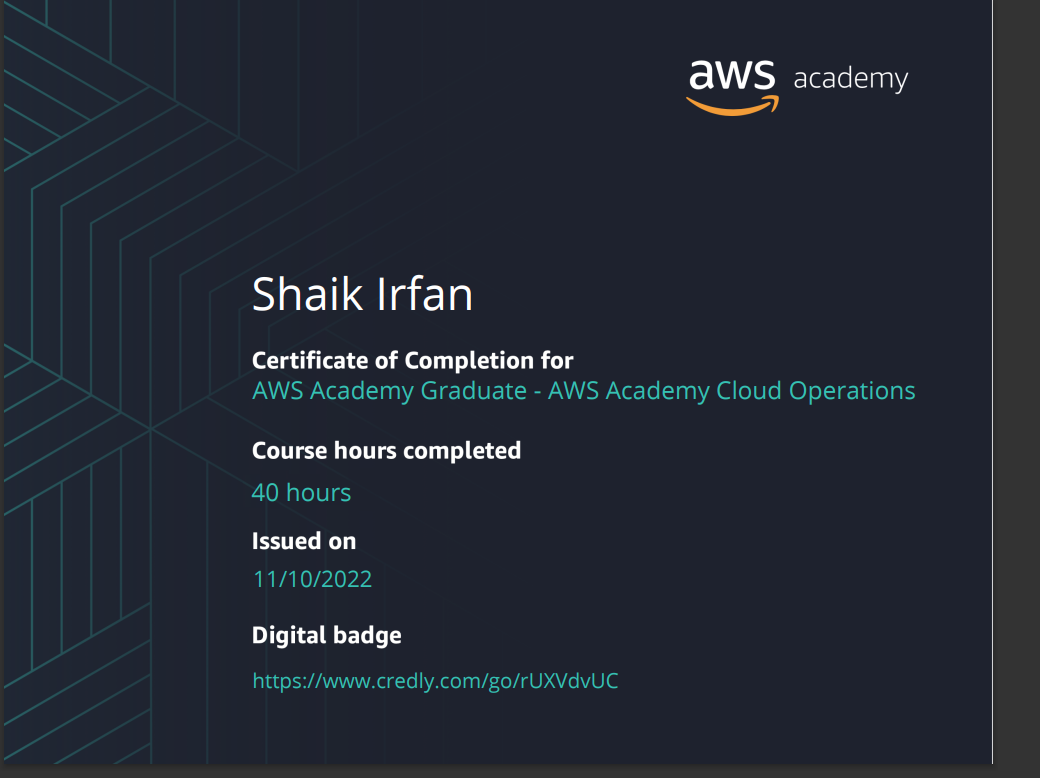 aws academy
Shaik Irfan
Certificate of Completion for
AWS Academy Graduate - AWS Academy Cloud Operations
Course hours completed
40 hours
Issued on
11/10/2022
Digital badge
https://www.credly.com/go/rUXVdvUC